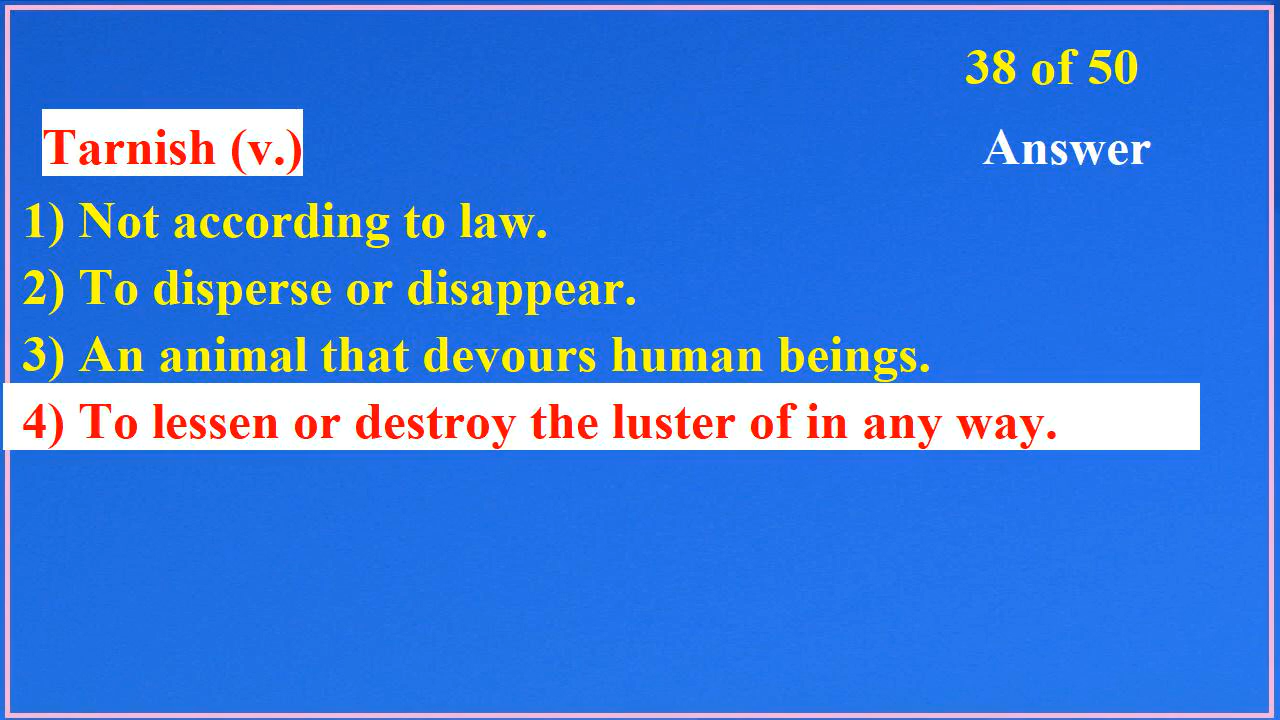 38 of 50
Tarnish (v.)
Answer
1) Not according to law.
2) To disperse or disappear.
3) An animal that devours human beings.
4) To lessen or destroy the luster of in any way.